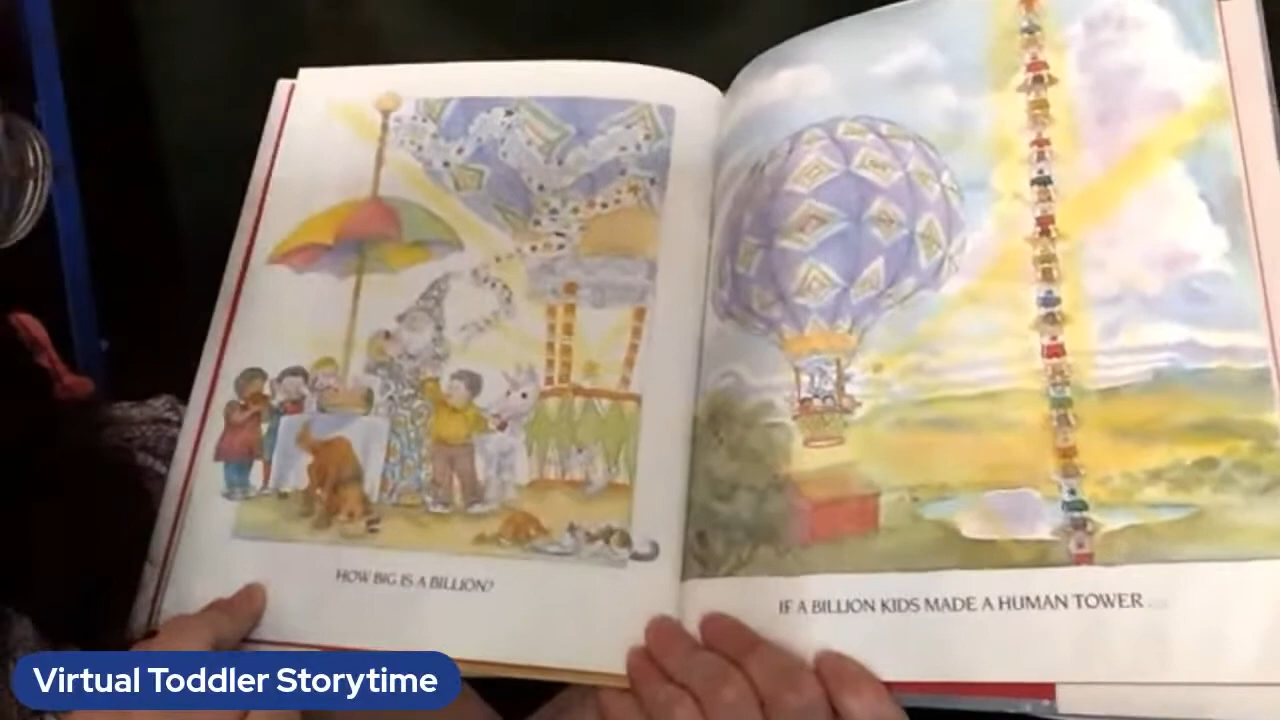 HOW BIG IS A BILLION?
IF A BILLION KIDS MADE A HUMAN TOWER...
Virtual Toddler Storytime